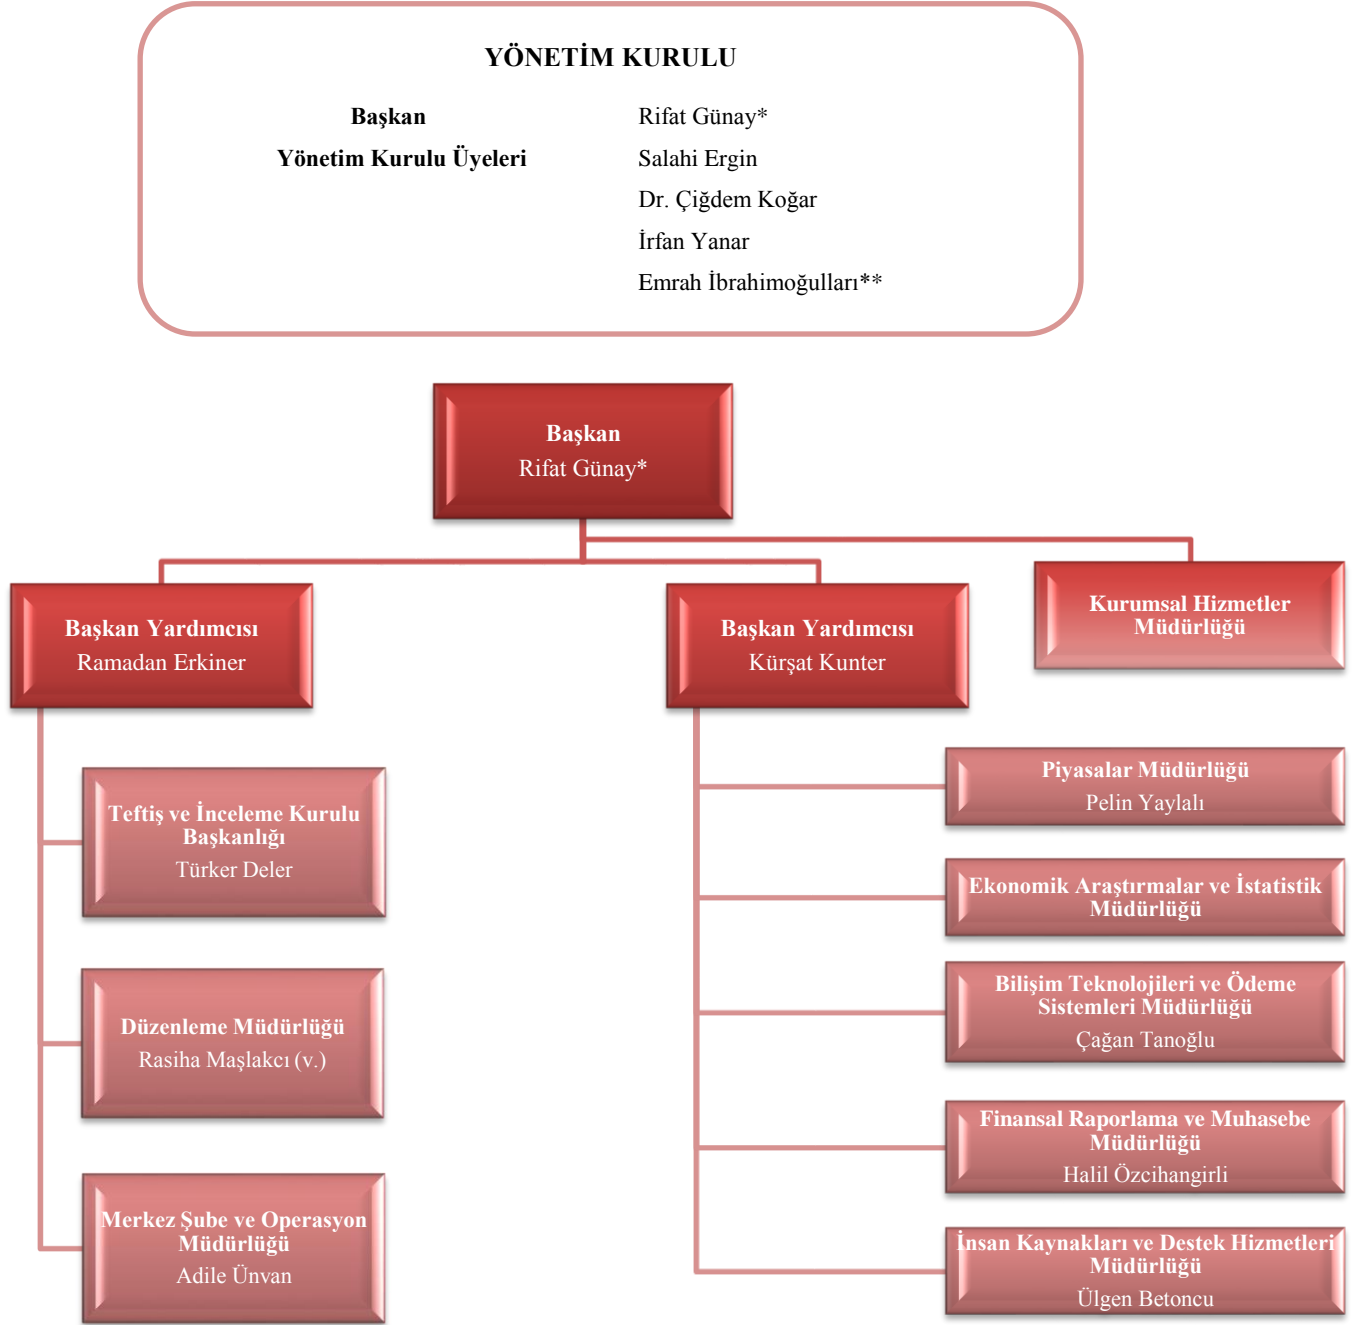 YÖNETİM KURULU
Başkan Rifat Günay*
Yönetim Kurulu Üyeleri Salahi Ergin
Dr. Çiğdem Koğar
İrfan Yanar
Emrah İbrahimoğulları**
Başkan
Rifat Günay*
Başkan Yardımcısı
Ramadan Erkiner
Başkan Yardımcısı
Kürşat Kunter
Kurumsal Hizmetler
Müdürlüğü
Teftiş ve İnceleme Kurulu
Başkanlığı
Türker Deler
Düzenleme Müdürlüğü
Rasiha Maşlakcı (v.)
Merkez Şube ve Operasyon
Müdürlüğü
Adile Ünvan
Piyasalar Müdürlüğü
Pelin Yaylalı
Ekonomik Araştırmalar ve İstatistik
Müdürlüğü
Bilişim Teknolojileri ve Ödeme
Sistemleri Müdürlüğü
Çağan Tanoğlu
Finansal Raporlama ve Muhasebe
Müdürlüğü
Halil Özcihangirli
İnsan Kaynakları ve Destek Hizmetleri
Müdürlüğü
Ülgen Betoncu